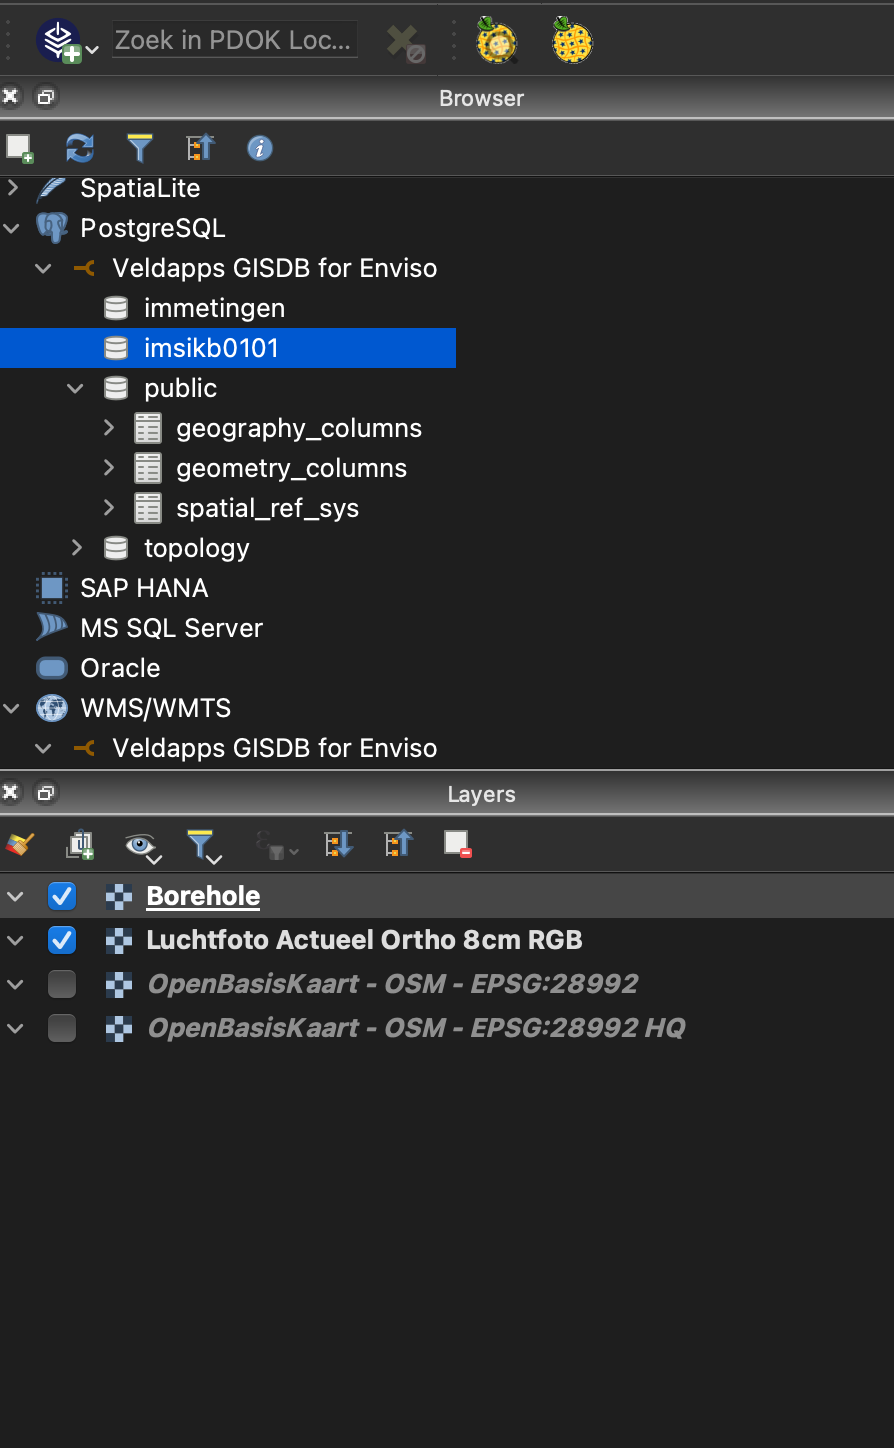 Zoek in PDOK Loc...
Browser
SpatiaLite
PostgreSQL
Veldapps GISDB for Enviso
immetingen
imsikb0101
public
geography_columns
geometry_columns
spatial_ref_sys
topology
SAP HANA
MS SQL Server
Oracle
WMS/WMTS
Veldapps GISDB for Enviso
Layers
Borehole
Luchtfoto Actueel Ortho 8cm RGB
OpenBasisKaart - OSM - EPSG:28992
OpenBasisKaart - OSM - EPSG:28992 HQ